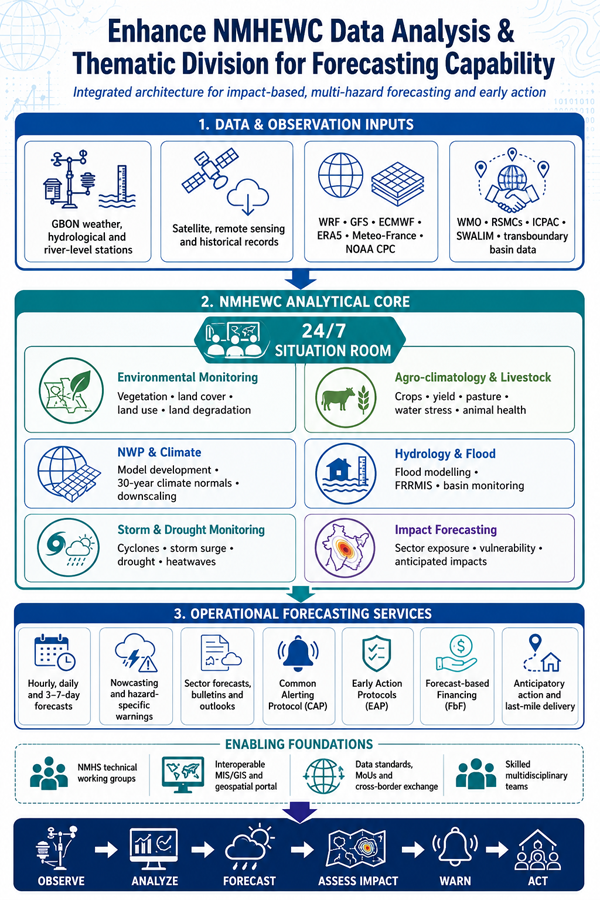 Enhance NMHEWC Data Analysis &
Thematic Division for Forecasting Capability
Integrated architecture for impact-based, multi-hazard forecasting and early action
1. DATA & OBSERVATION INPUTS
GBON weather,
hydrological and
river-level stations
Satellite, remote sensing
and historical records
WRF • GFS • ECMWF •
ERA5 • Meteo-France •
NOAA CPC
WMO • RSMCs • ICPAC •
SWALIM • transboundary
basin data
2. NMHEWC ANALYTICAL CORE
24/7
SITUATION ROOM
Environmental Monitoring
Vegetation • land cover •
land use • land degradation
Agro-climatology & Livestock
Crops • yield • pasture •
water stress • animal health
NWP & Climate
Model development •
30-year climate normals •
downscaling
Hydrology & Flood
Flood modelling •
FRRMIS • basin monitoring
Storm & Drought Monitoring
Cyclones • storm surge •
drought • heatwaves
Impact Forecasting
Sector exposure • vulnerability •
anticipated impacts
3. OPERATIONAL FORECASTING SERVICES
Hourly, daily
and 3–7-day
forecasts
Nowcasting
and hazard-
specific
warnings
Sector forecasts,
bulletins and
outlooks
Common
Alerting
Protocol (CAP)
Early Action
Protocols
(EAP)
Forecast-based
Financing
(FbF)
Anticipatory
action and
last-mile delivery
ENABLING FOUNDATIONS
NMHS technical
working groups
Interoperable
MIS/GIS and
geospatial portal
Data standards,
MoUs and
cross-border exchange
Skilled
multidisciplinary
teams
OBSERVE
ANALYZE
FORECAST
ASSESS IMPACT
WARN
ACT